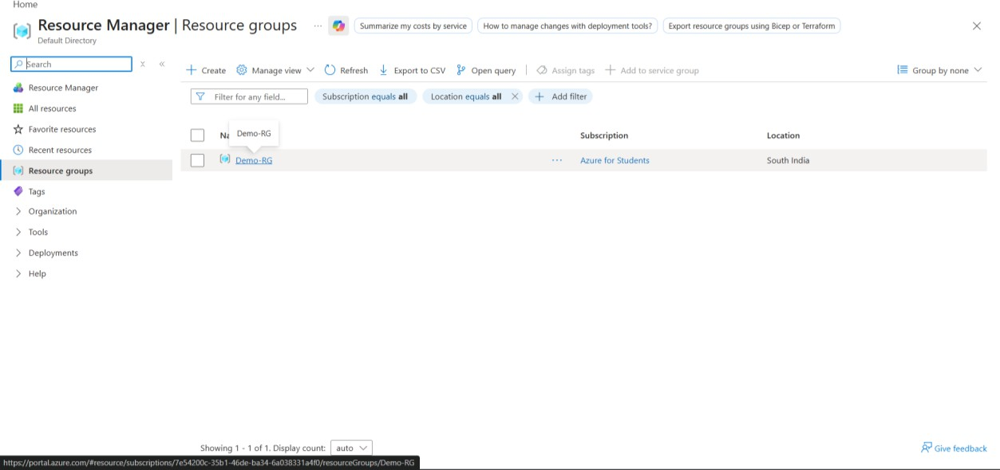 Home
Resource Manager | Resource groups
Default Directory
... Summarize my costs by service How to manage changes with deployment tools? Export resource groups using Bicep or Terraform
Search
Resource Manager
All resources
Favorite resources
Recent resources
Resource groups
Tags
Organization
Tools
Deployments
Help
Create Manage view Refresh Export to CSV Open query Assign tags Add to service group Group by none
Filter for any field... Subscription equals all Location equals all Add filter
Demo-RG
Na Subscription Location
Demo-RG ... Azure for Students South India
Showing 1 - 1 of 1. Display count: auto
Give feedback
https://portal.azure.com/#resource/subscriptions/7e54200c-35b1-46de-ba34-6a038331a4f0/resourceGroups/Demo-RG